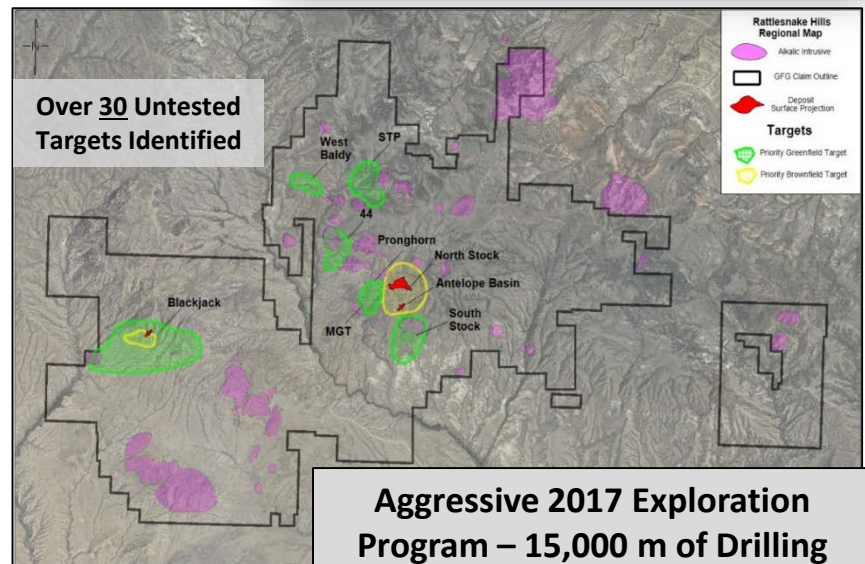 Rattlesnake Hills
Regional Map
Alkalic Intrusive
GFG Claim Outline
Deposit
Surface Projection
Targets
Priority Greenfield Target
Priority Brownfield Target
N
Over 30 Untested
Targets Identified
West
Baldy
STP
44
Pronghorn
North Stock
Antelope Basin
Blackjack
MGT
South
Stock
Aggressive 2017 Exploration
Program – 15,000 m of Drilling